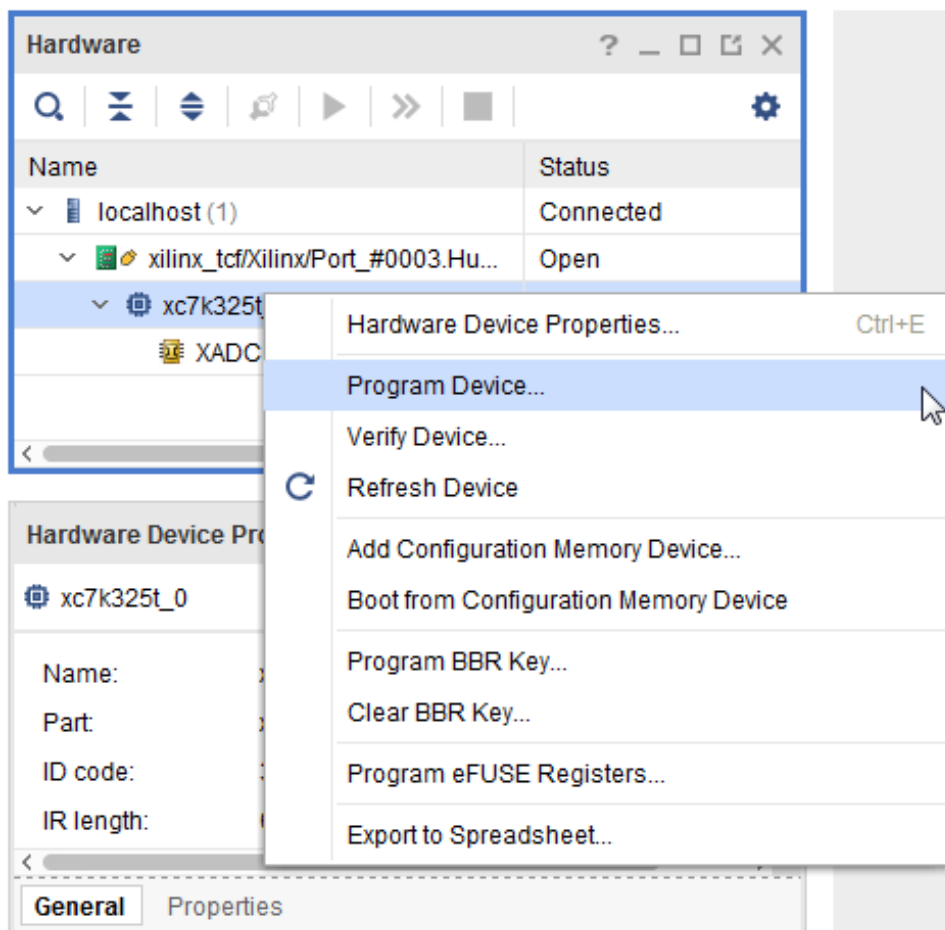 Hardware
Name Status
localhost (1) Connected
xilinx_tcf/Xilinx/Port_#0003.Hu... Open
xc7k325t
Hardware Device Properties... Ctrl+E
XADC
Program Device...
Verify Device...
Refresh Device
Hardware Device Pro
Add Configuration Memory Device...
xc7k325t_0
Boot from Configuration Memory Device
Name:
Program BBR Key...
Part:
Clear BBR Key...
ID code:
Program eFUSE Registers...
IR length:
Export to Spreadsheet...
General Properties